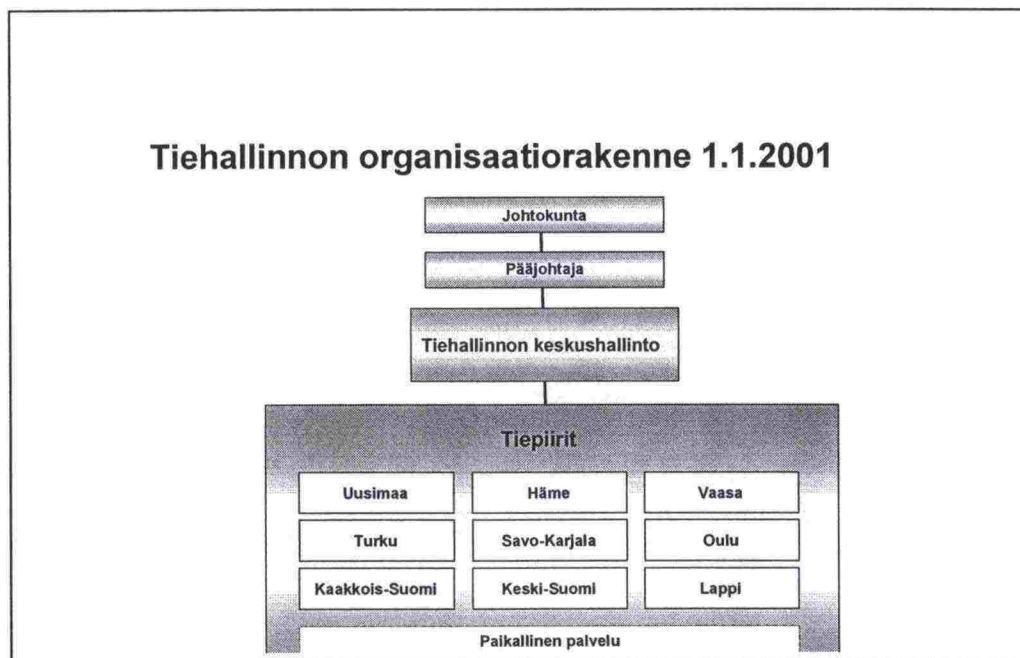 Tiehallinnon organisaatiorakenne 1.1.2001
Johtokunta
Pääjohtaja
Tiehallinnon keskushallinto
Tiepiirit
Uusimaa Häme Vaasa
Turku Savo-Karjala Oulu
Kaakkois-Suomi Keski-Suomi Lappi
Paikallinen palvelu